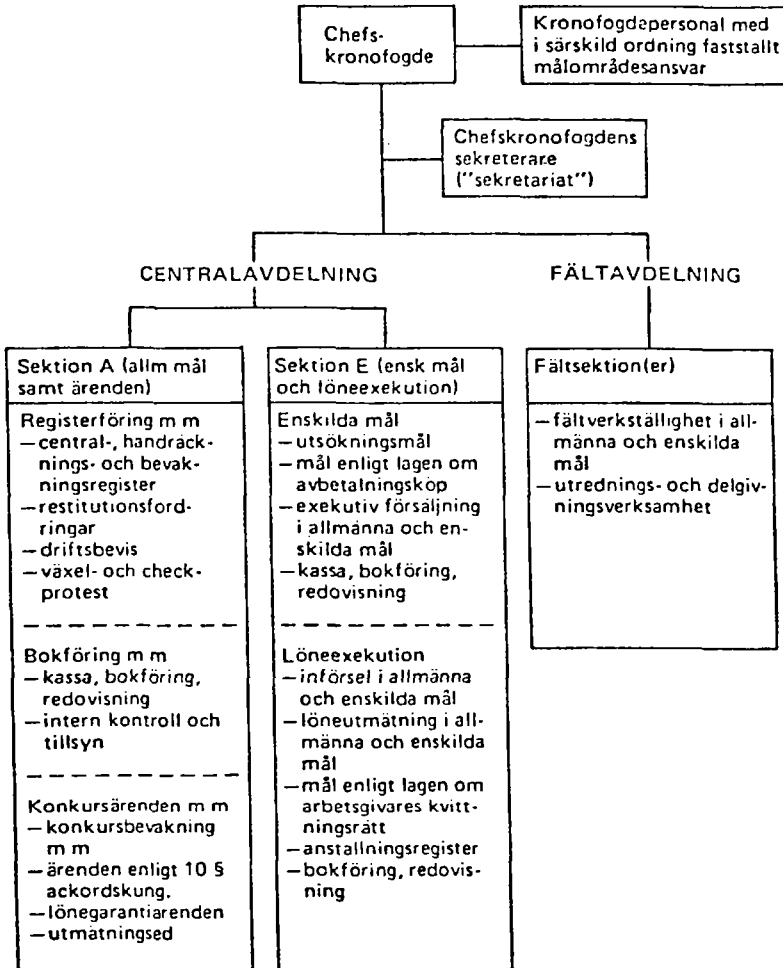 Chefs-
kronofogde
Kronofogdepersonal med
i särskild ordning fastställt
målområdesansvar
Chefskronofogdens
sekreterare
("sekretariat")
CENTRALAVDELNING
FÄLTAVDELNING
Sektion A (allm mål
samt ärenden)
Registerföring m m
—central-, handräck-
nings- och bevak-
ningsregister
—restitutionsford-
ringar
—driftsbevis
—växel- och check-
protest
Bokföring m m
—kassa, bokföring,
redovisning
—intern kontroll och
tillsyn
Konkursärenden m m
—konkursbevakning
m m
—ärenden enligt 10 §
ackordskung.
—lönegarantiarenden
—utmätningsed
Sektion E (ensk mål
och löneexekution)
Enskilda mål
—utsökningsmål
—mål enligt lagen om
avbetalningsköp
—exekutiv försäljning
i allmänna och en-
skilda mål
—kassa, bokföring,
redovisning
Löneexekution
—införsel i allmänna
och enskilda mål
—löneutmätning i all-
männa och enskilda
mål
—mål enligt lagen om
arbetsgivares kvitt-
ningsrätt
—anstallningsregister
—bokföring, redovis-
ning
Fältsektion(er)
—fältverkställighet i all-
männa och enskilda
mål
—utrednings- och delgiv-
ningsverksamhet